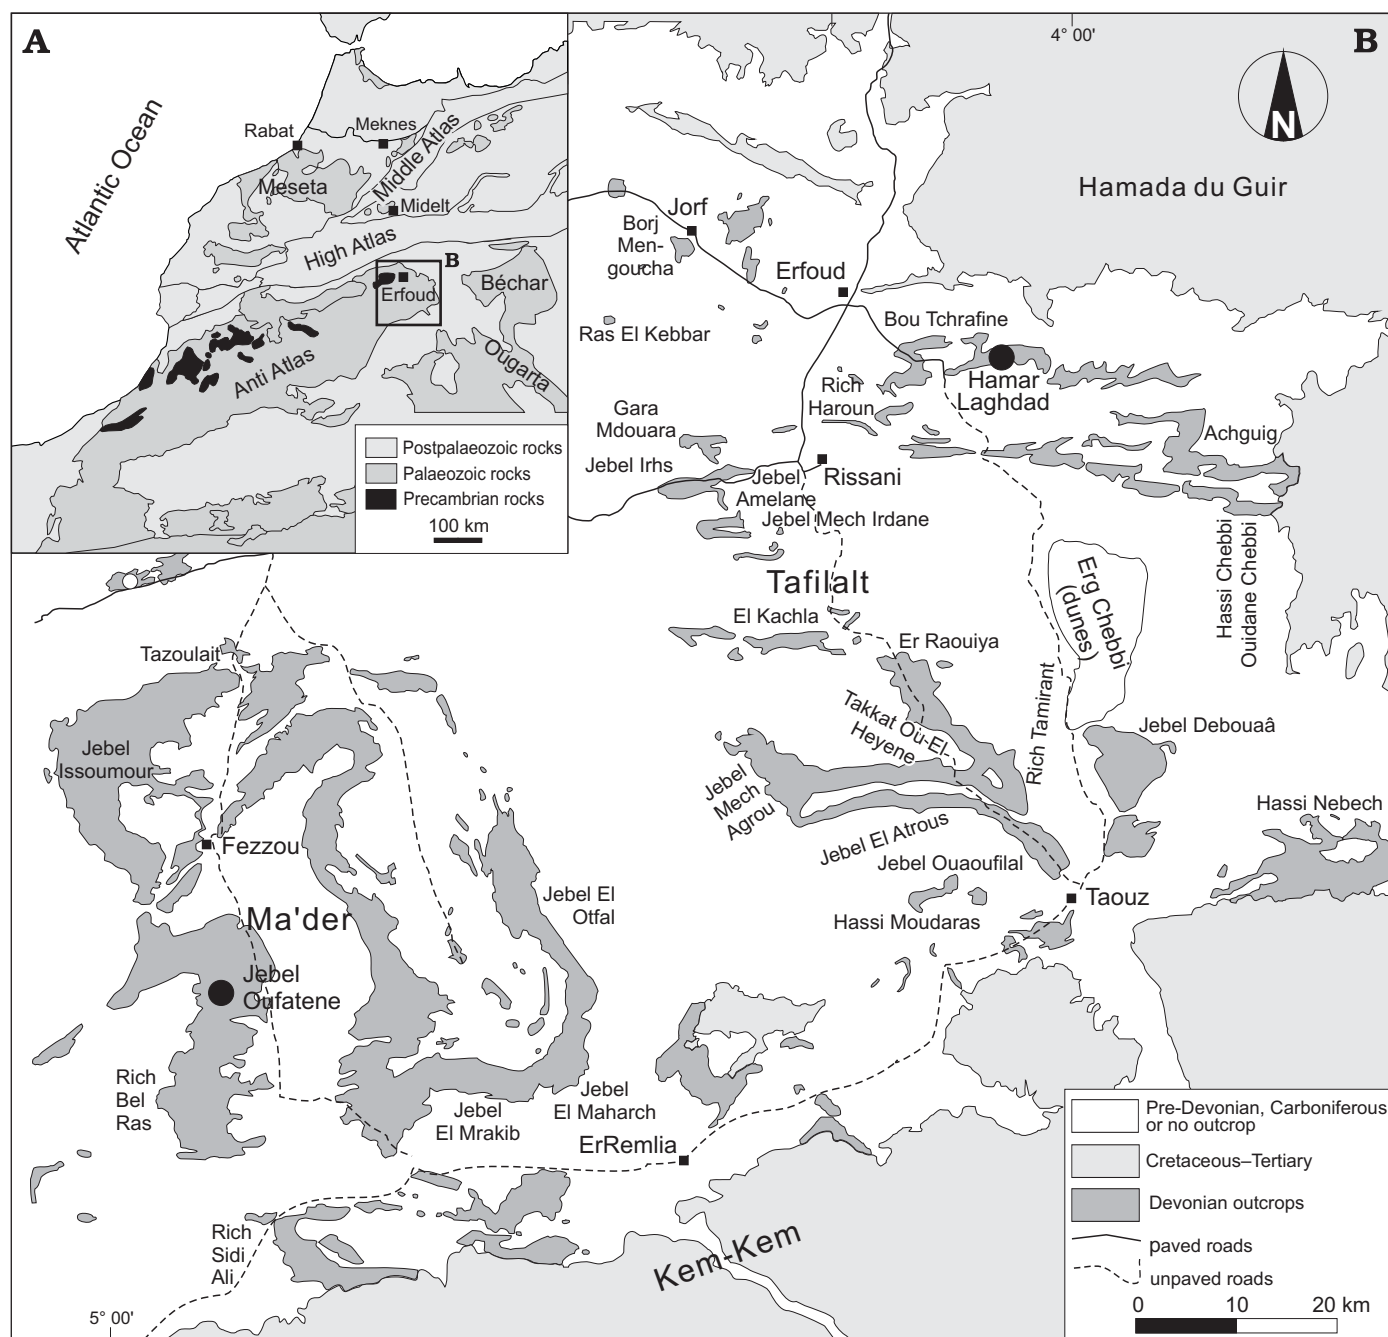 A
Atlantic Ocean
Rabat
Meknes
Middle Atlas
Meseta
Midelt
High Atlas
B
Erfoud
Béchar
Anti Atlas
Ougarta
Postpalaeozoic rocks
Palaeozoic rocks
Precambrian rocks
100 km
4° 00'
B
N
Hamada du Guir
Jorf
Borj
Men-
goucha
Erfoud
Ras El Kebbar
Bou Tchrafine
Hamar
Laghdad
Rich
Haroun
Gara
Mdouara
Achguig
Jebel Irhs
Rissani
Jebel
Amelane
Jebel Mech Irdane
Tafilalt
Erg Chebbi
(dunes)
Hassi Chebbi
Ouidane Chebbi
El Kachla
Er Raouiya
Tazoulait
Takkat Ou-El-
Heyene
Rich Tamirant
Jebel Debouaâ
Jebel
Issoumour
Jebel
Mech
Agrou
Hassi Nebech
Jebel El Atrous
Fezzou
Jebel Ouaoufilal
Jebel El
Otfal
Taouz
Ma'der
Hassi Moudaras
Jebel
Oufatene
Rich
Bel
Ras
Jebel
El Mrakib
Jebel
El Maharch
ErRemlia
Rich
Sidi
Ali
Kem-Kem
5° 00'
Pre-Devonian, Carboniferous
or no outcrop
Cretaceous–Tertiary
Devonian outcrops
paved roads
unpaved roads
0 10 20 km